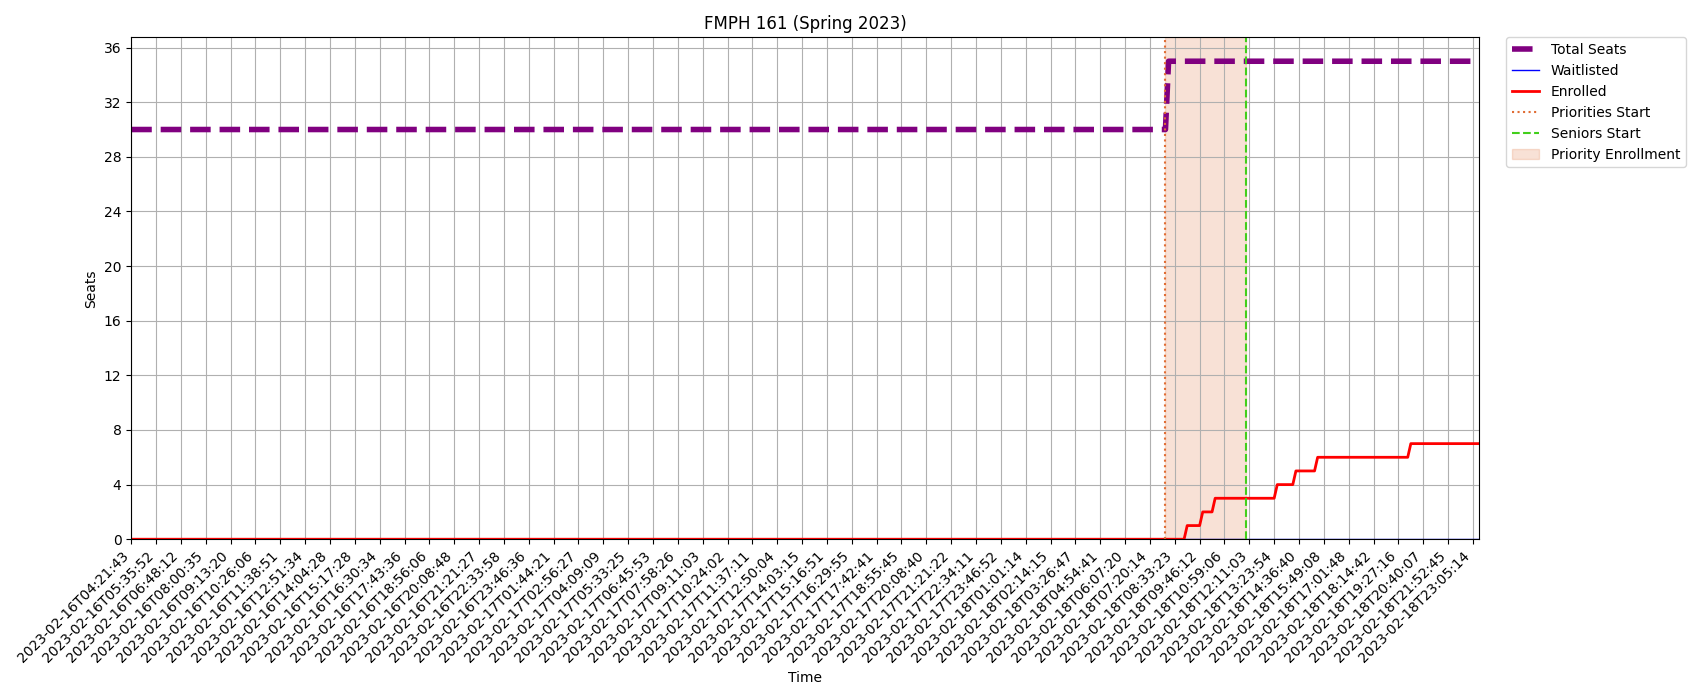 FMPH 161 (Spring 2023)
36
32
28
24
20
16
12
8
4
0
Seats
Total Seats
Waitlisted
Enrolled
Priorities Start
Seniors Start
Priority Enrollment
2023-02-16T04:21:43
2023-02-16T05:35:52
2023-02-16T06:48:12
2023-02-16T08:00:35
2023-02-16T09:13:20
2023-02-16T10:26:06
2023-02-16T11:38:51
2023-02-16T12:51:34
2023-02-16T14:04:28
2023-02-16T15:17:28
2023-02-16T16:30:34
2023-02-16T17:43:36
2023-02-16T18:56:06
2023-02-16T20:08:48
2023-02-16T21:21:27
2023-02-16T22:33:58
2023-02-16T23:46:36
2023-02-17T01:44:21
2023-02-17T02:56:27
2023-02-17T04:09:09
2023-02-17T05:33:25
2023-02-17T06:45:53
2023-02-17T07:58:26
2023-02-17T09:11:03
2023-02-17T10:24:02
2023-02-17T11:37:11
2023-02-17T12:50:04
2023-02-17T14:03:15
2023-02-17T15:16:51
2023-02-17T16:29:55
2023-02-17T17:42:41
2023-02-17T18:55:45
2023-02-17T20:08:40
2023-02-17T21:21:22
2023-02-17T22:34:11
2023-02-17T23:46:52
2023-02-18T01:01:14
2023-02-18T02:14:15
2023-02-18T03:26:47
2023-02-18T04:54:41
2023-02-18T06:07:20
2023-02-18T07:20:14
2023-02-18T08:33:23
2023-02-18T09:46:12
2023-02-18T10:59:06
2023-02-18T12:11:03
2023-02-18T13:23:54
2023-02-18T14:36:40
2023-02-18T15:49:08
2023-02-18T17:01:48
2023-02-18T18:14:42
2023-02-18T19:27:16
2023-02-18T20:40:07
2023-02-18T21:52:45
2023-02-18T23:05:14
Time